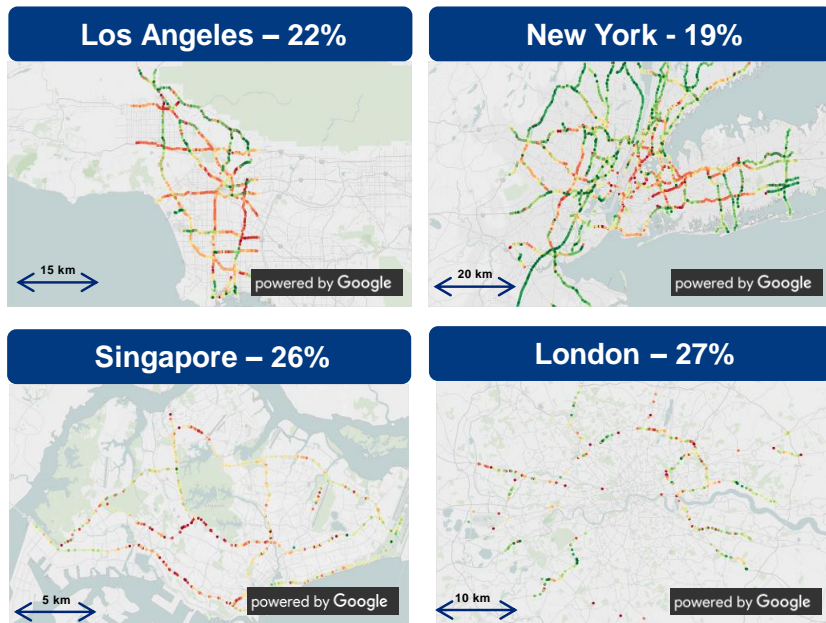 Los Angeles – 22%
New York - 19%
15 km
powered by Google
20 km
powered by Google
Singapore – 26%
London – 27%
5 km
powered by Google
10 km
powered by Google